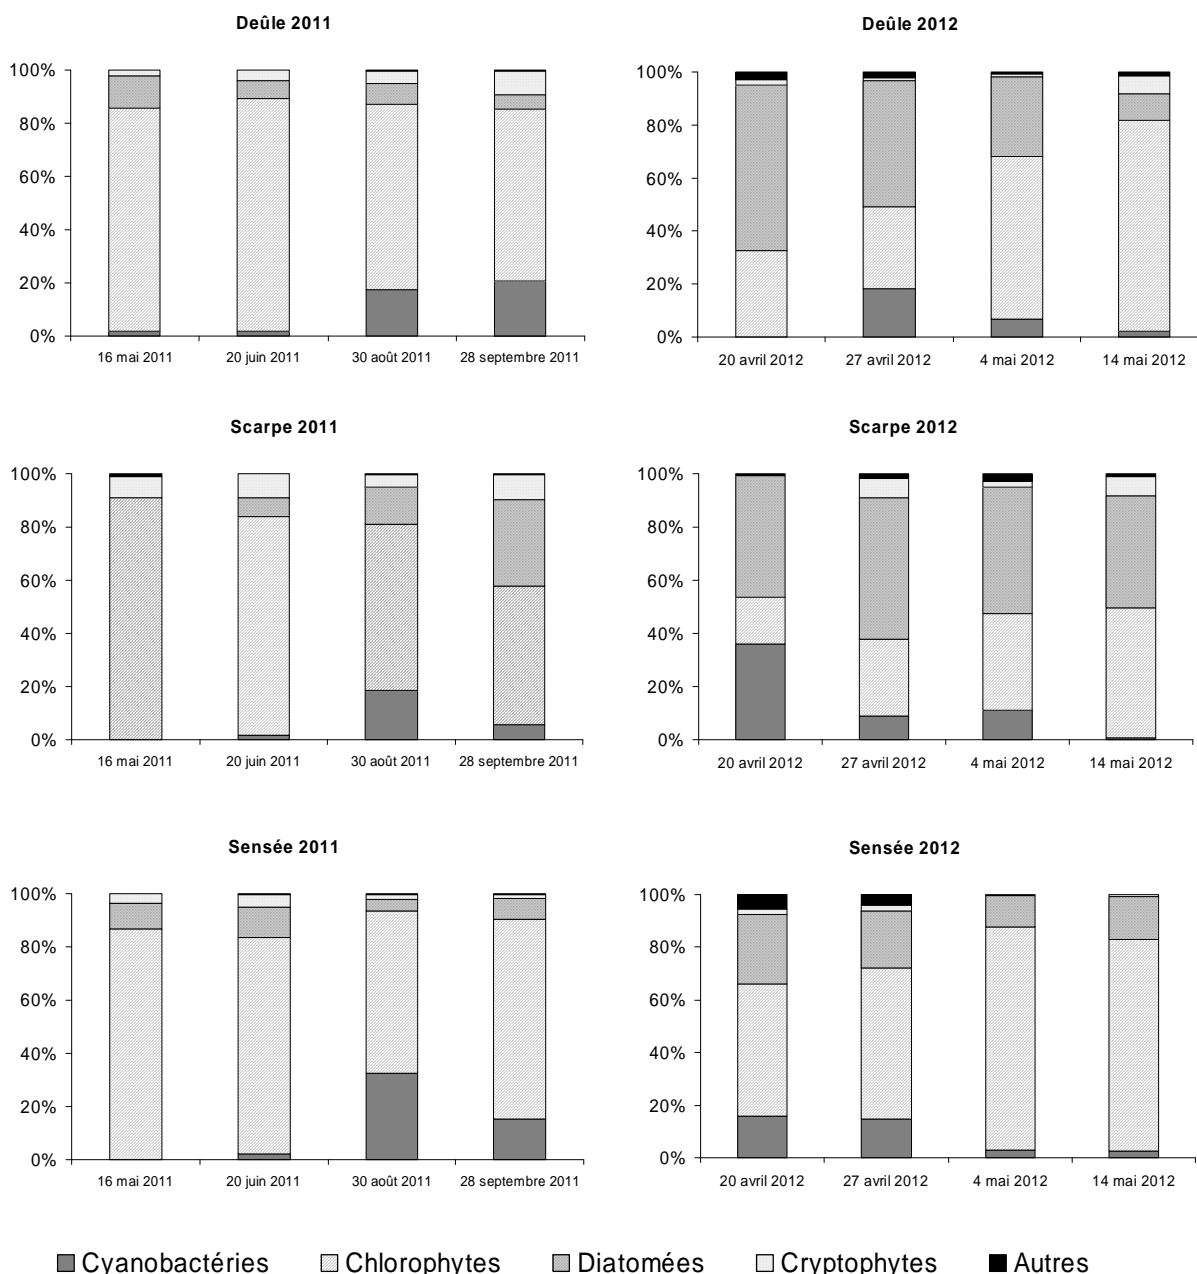 Deûle 2011
100%
80%
60%
40%
20%
0%
16 mai 2011 20 juin 2011 30 août 2011 28 septembre 2011
Deûle 2012
100%
80%
60%
40%
20%
0%
20 avril 2012 27 avril 2012 4 mai 2012 14 mai 2012
Scarpe 2011
100%
80%
60%
40%
20%
0%
16 mai 2011 20 juin 2011 30 août 2011 28 septembre 2011
Scarpe 2012
100%
80%
60%
40%
20%
0%
20 avril 2012 27 avril 2012 4 mai 2012 14 mai 2012
Sensée 2011
100%
80%
60%
40%
20%
0%
16 mai 2011 20 juin 2011 30 août 2011 28 septembre 2011
Sensée 2012
100%
80%
60%
40%
20%
0%
20 avril 2012 27 avril 2012 4 mai 2012 14 mai 2012
Cyanobactéries Chlorophytes Diatomées Cryptophytes Autres